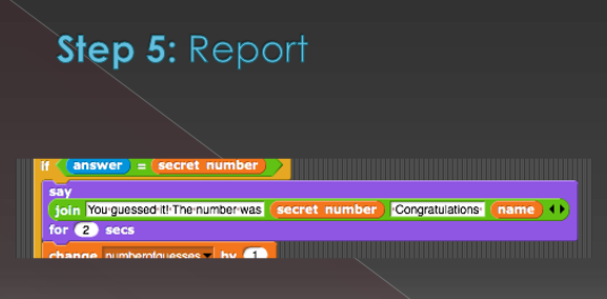 Step 5: Report
if answer = secret number
say
join You guessed it! The number was secret number Congratulations name
for 2 secs
change numberofguesses by 1